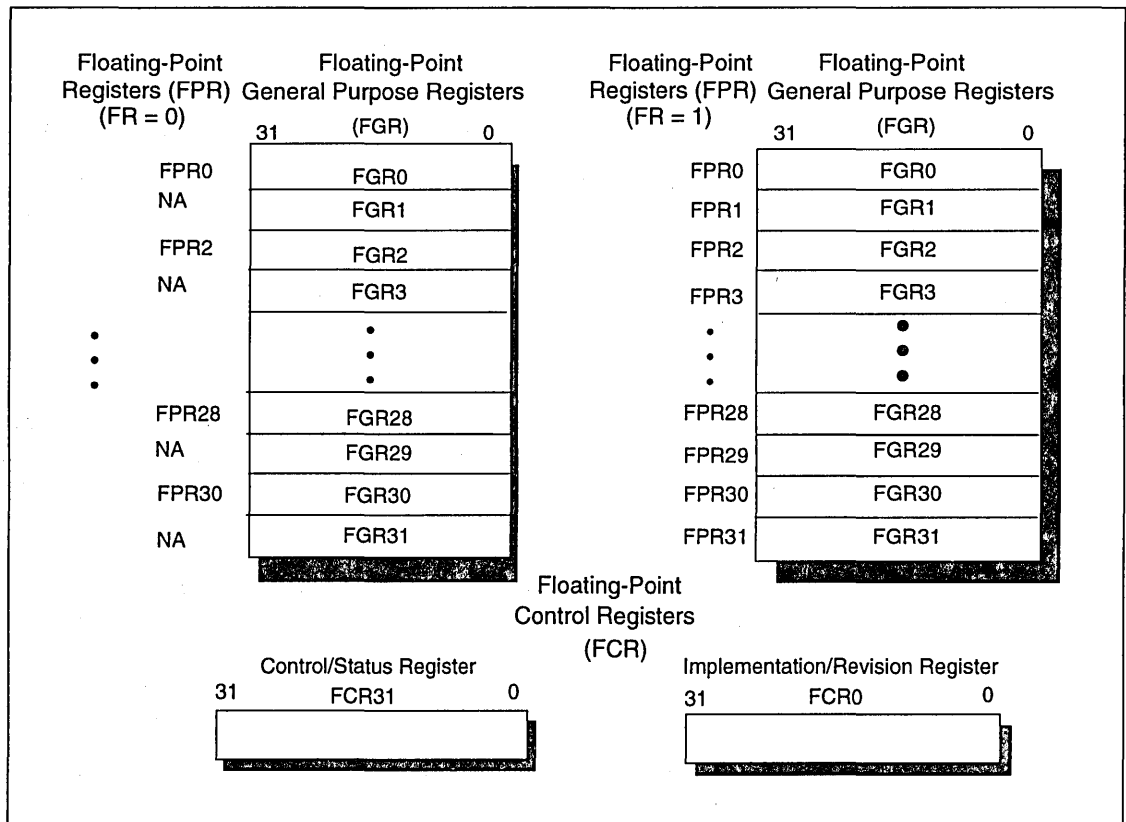 Floating-Point
Registers (FPR)
(FR = 0)
Floating-Point
General Purpose Registers
31 (FGR) 0
FPR0 FGR0
NA FGR1
FPR2 FGR2
NA FGR3
FPR28 FGR28
NA FGR29
FPR30 FGR30
NA FGR31
Floating-Point
Registers (FPR)
(FR = 1)
Floating-Point
General Purpose Registers
31 (FGR) 0
FPR0 FGR0
FPR1 FGR1
FPR2 FGR2
FPR3 FGR3
FPR28 FGR28
FPR29 FGR29
FPR30 FGR30
FPR31 FGR31
Floating-Point
Control Registers
(FCR)
Control/Status Register
31 FCR31 0
Implementation/Revision Register
31 FCR0 0